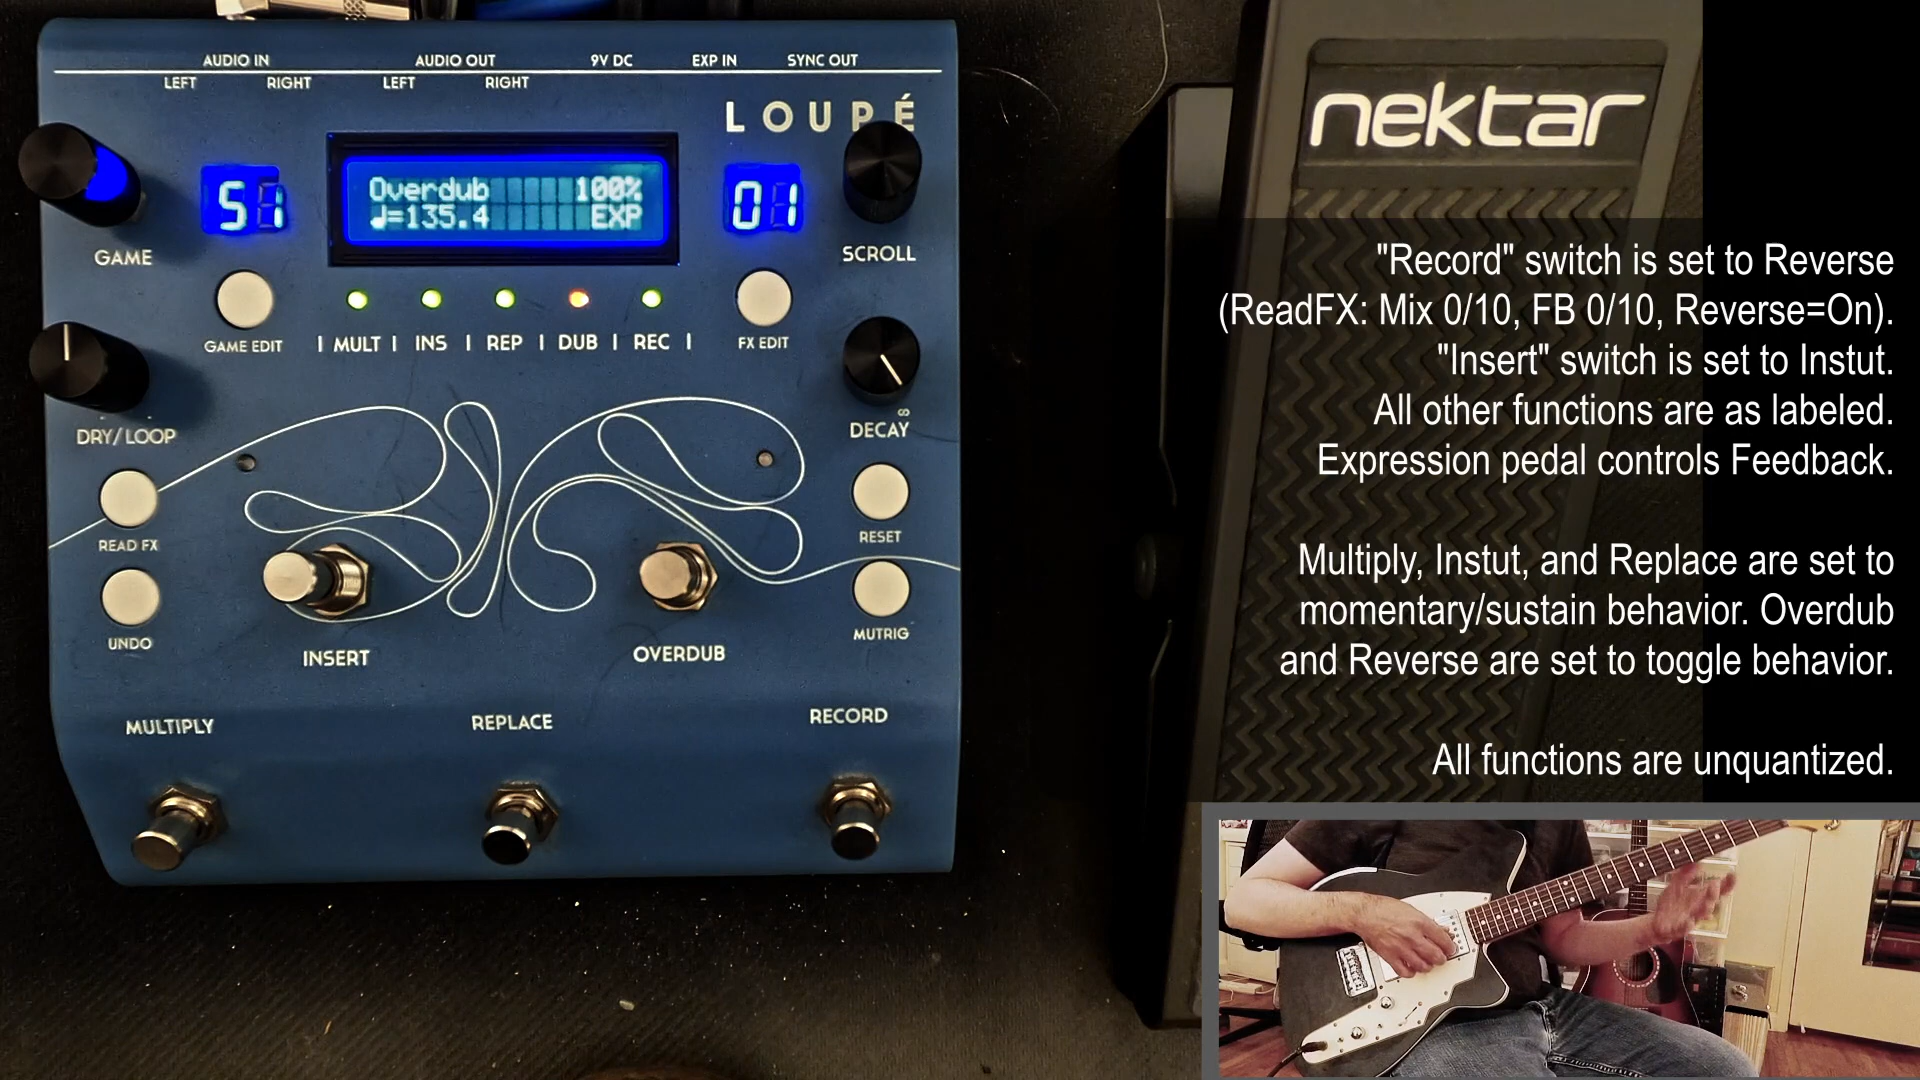 AUDIO IN
AUDIO OUT
9V DC
EXP IN
SYNC OUT
LEFT
RIGHT
LEFT
RIGHT
LOUPÉ
nektar
S1
Overdub 100%
♩=135.4 EXP
01
GAME
SCROLL
GAME EDIT
| MULT | INS | REP | DUB | REC |
FX EDIT
DRY/LOOP
∞
DECAY
READ FX
RESET
UNDO
MUTRIG
INSERT
OVERDUB
MULTIPLY
REPLACE
RECORD
"Record" switch is set to Reverse
(ReadFX: Mix 0/10, FB 0/10, Reverse=On).
"Insert" switch is set to Instut.
All other functions are as labeled.
Expression pedal controls Feedback.
Multiply, Instut, and Replace are set to
momentary/sustain behavior. Overdub
and Reverse are set to toggle behavior.
All functions are unquantized.